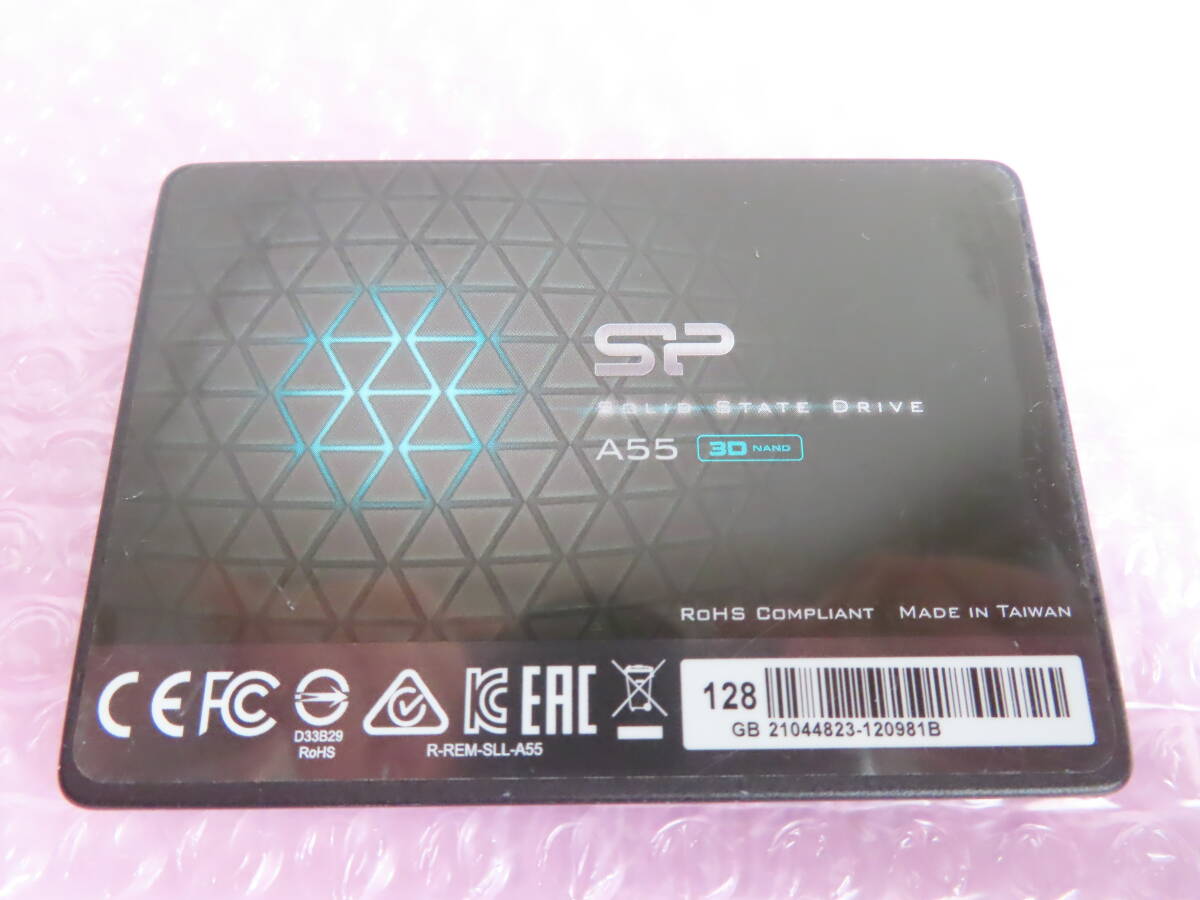 SP
SOLID STATE DRIVE
A55 3D NAND
RoHS COMPLIANT MADE IN TAIWAN
CE FC D33B29 RoHS R-REM-SLL-A55 EAC
128
GB 21044823-120981B